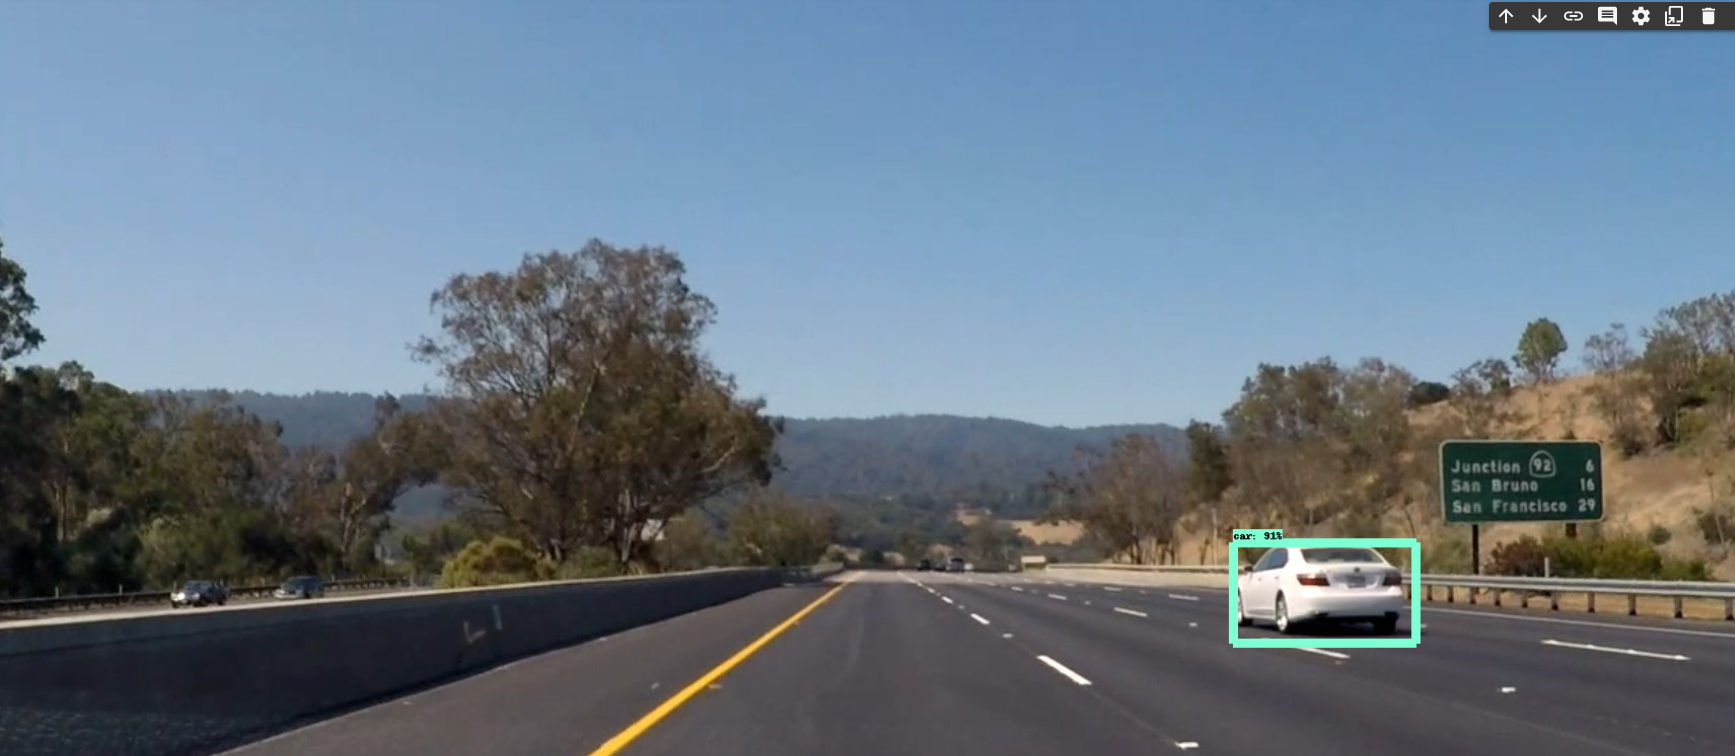 Junction 92 6
San Bruno 16
San Francisco 29
car: 91%